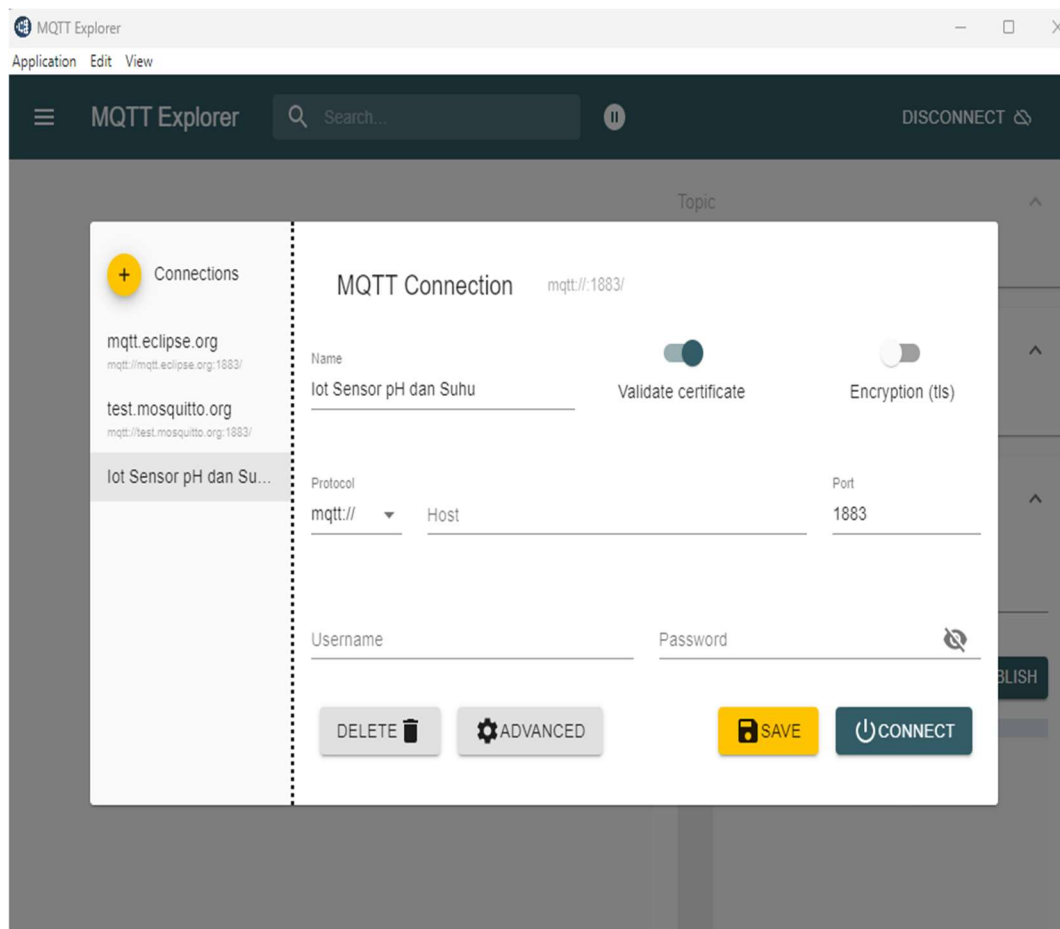 MQTT Explorer
Application Edit View
MQTT Explorer
Search...
DISCONNECT
Topic
Connections
mqtt.eclipse.org
mqtt://mqtt.eclipse.org:1883/
test.mosquitto.org
mqtt://test.mosquitto.org:1883/
Iot Sensor pH dan Su...
MQTT Connection mqtt://:1883/
Name
Iot Sensor pH dan Suhu
Validate certificate
Encryption (tls)
Protocol
mqtt://
Host
Port
1883
Username
Password
DELETE
ADVANCED
SAVE
CONNECT
BLISH